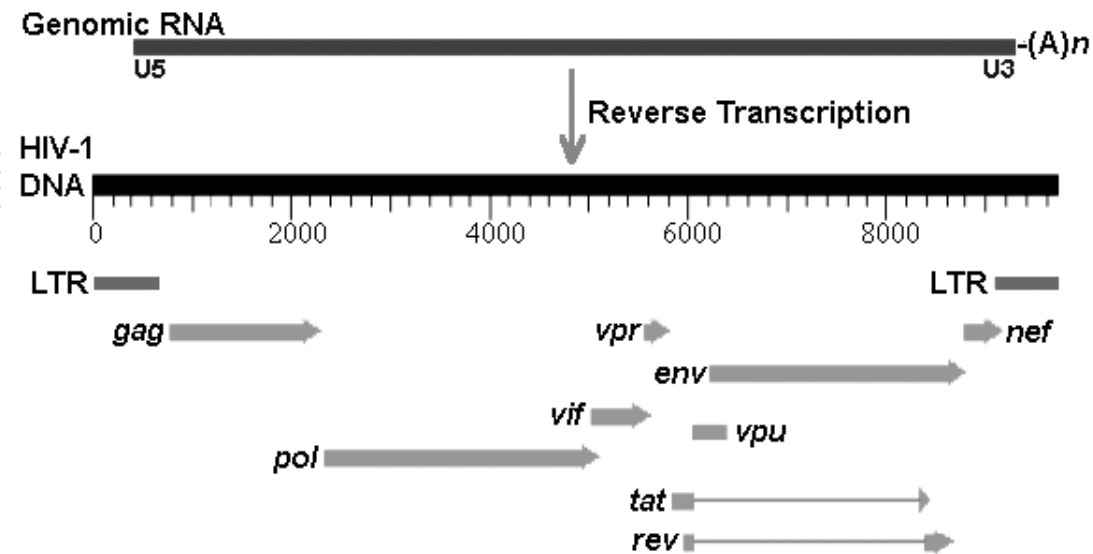 Genomic RNA
-(A)n
U5 U3
Reverse Transcription
HIV-1
DNA
0 2000 4000 6000 8000
LTR LTR
gag vpr nef
env
vif vpu
pol
tat
rev